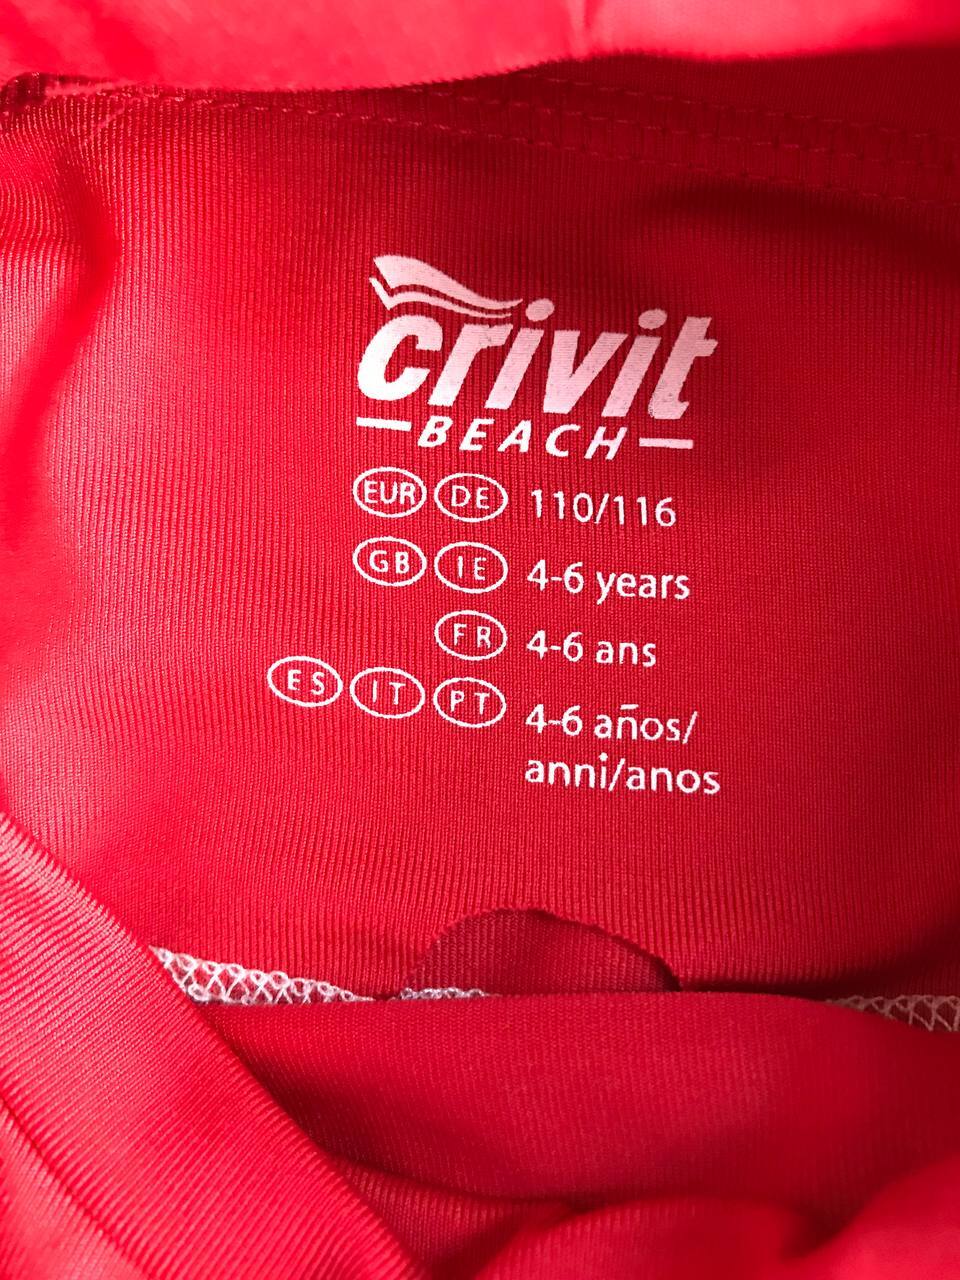 crivit
BEACH
EUR DE 110/116
GB IE 4-6 years
FR 4-6 ans
ES IT PT 4-6 años/
anni/anos